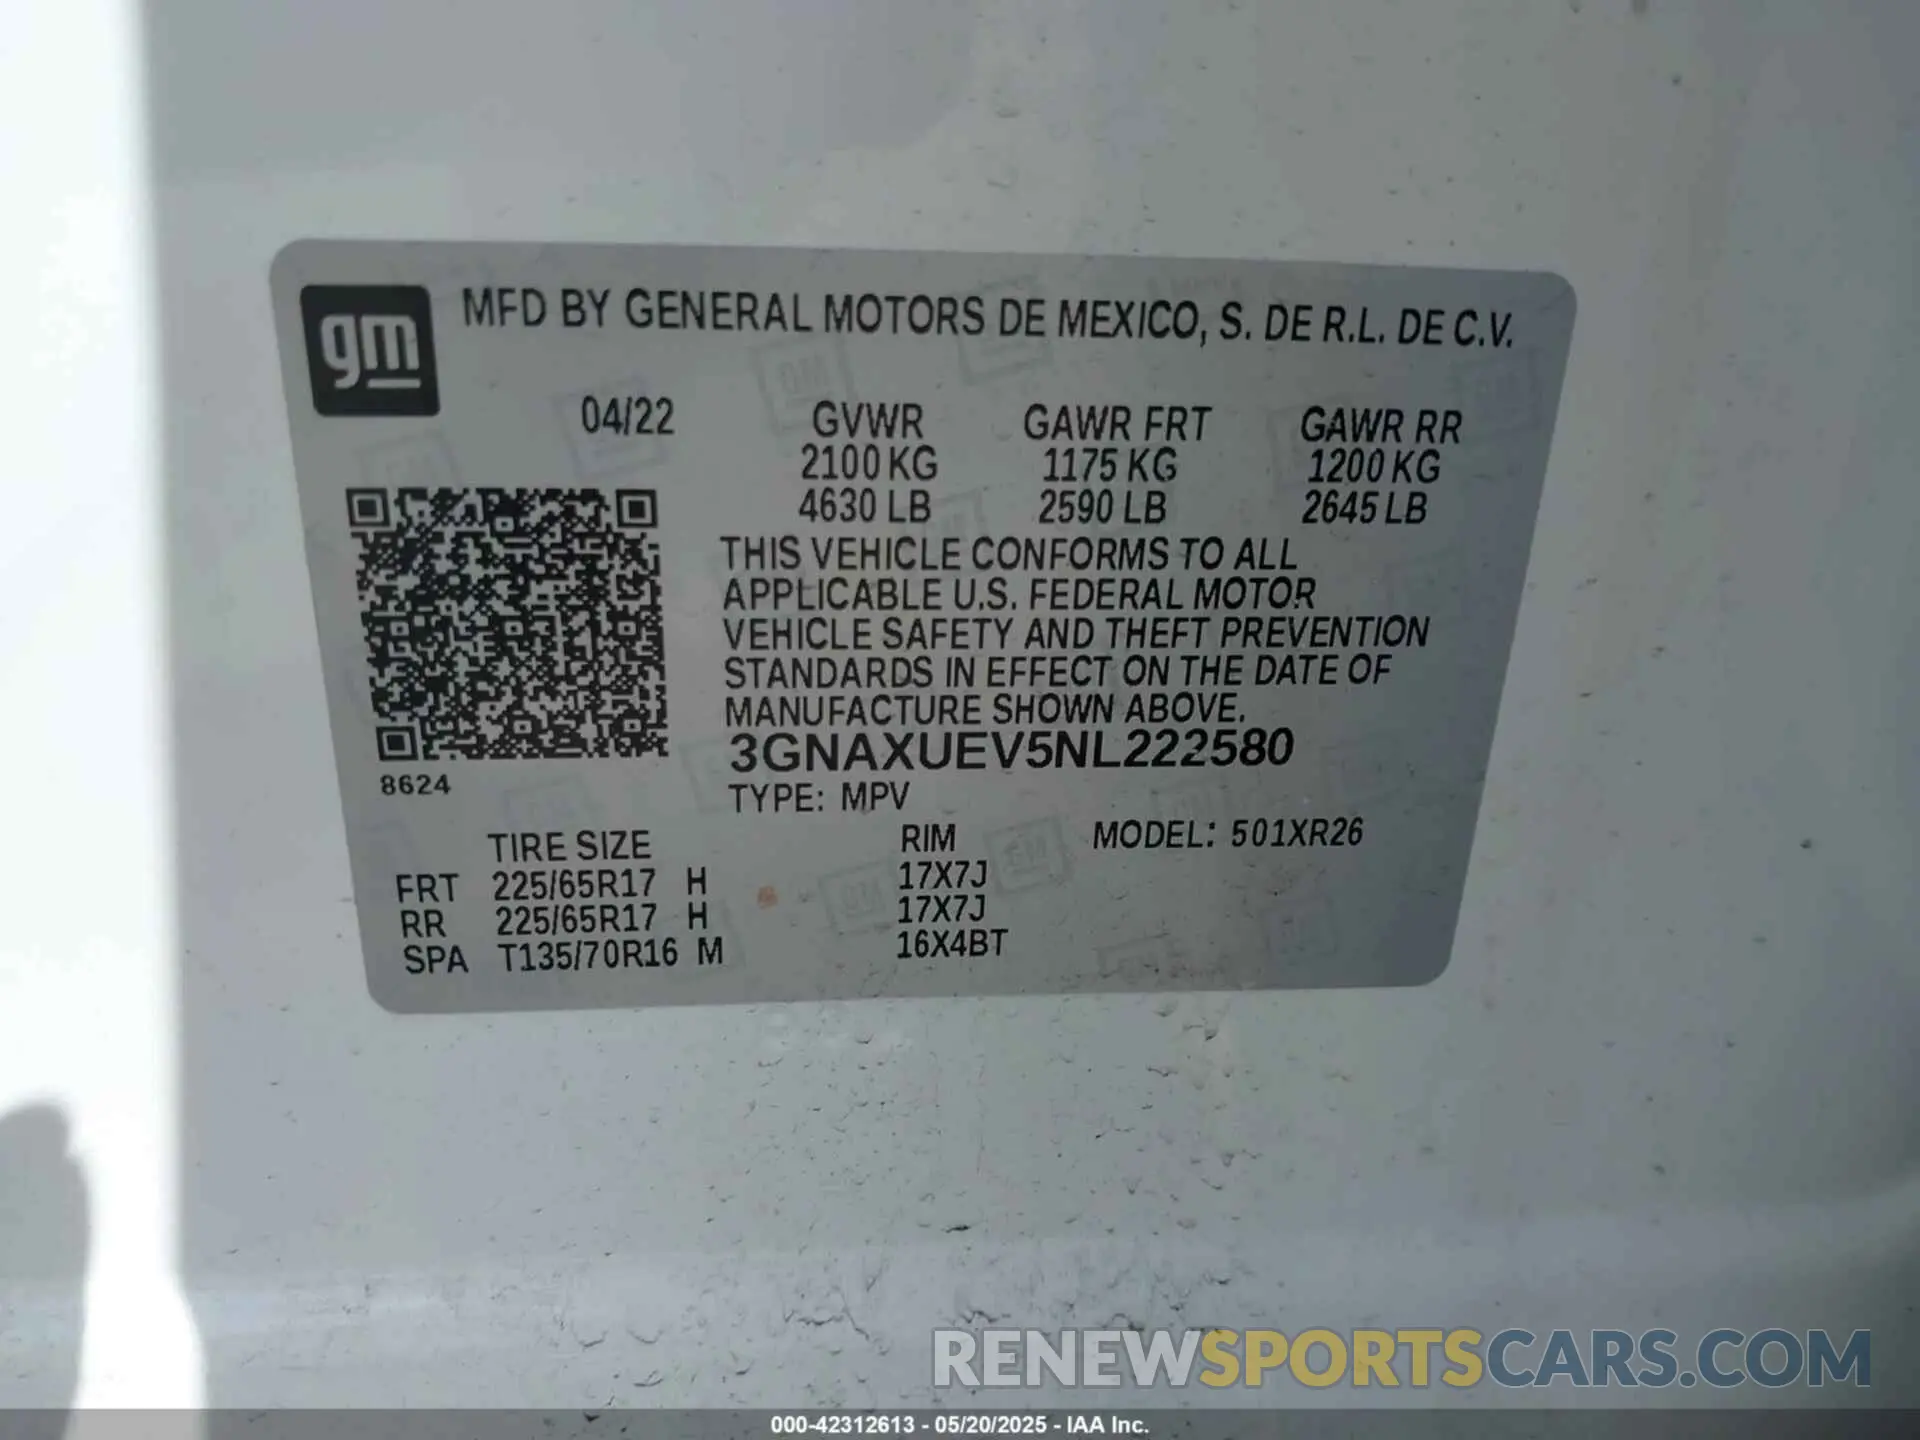 gm
MFD BY GENERAL MOTORS DE MEXICO, S. DE R.L. DE C.V.
04/22 GVWR GAWR FRT GAWR RR
2100 KG 1175 KG 1200 KG
4630 LB 2590 LB 2645 LB
THIS VEHICLE CONFORMS TO ALL
APPLICABLE U.S. FEDERAL MOTOR
VEHICLE SAFETY AND THEFT PREVENTION
STANDARDS IN EFFECT ON THE DATE OF
MANUFACTURE SHOWN ABOVE.
3GNAXUEV5NL222580
8624
TYPE: MPV
TIRE SIZE RIM MODEL: 501XR26
FRT 225/65R17 H 17X7J
RR 225/65R17 H 17X7J
SPA T135/70R16 M 16X4BT
RENEWSPORTSCARS.COM
000-42312613 - 05/20/2025 - IAA Inc.